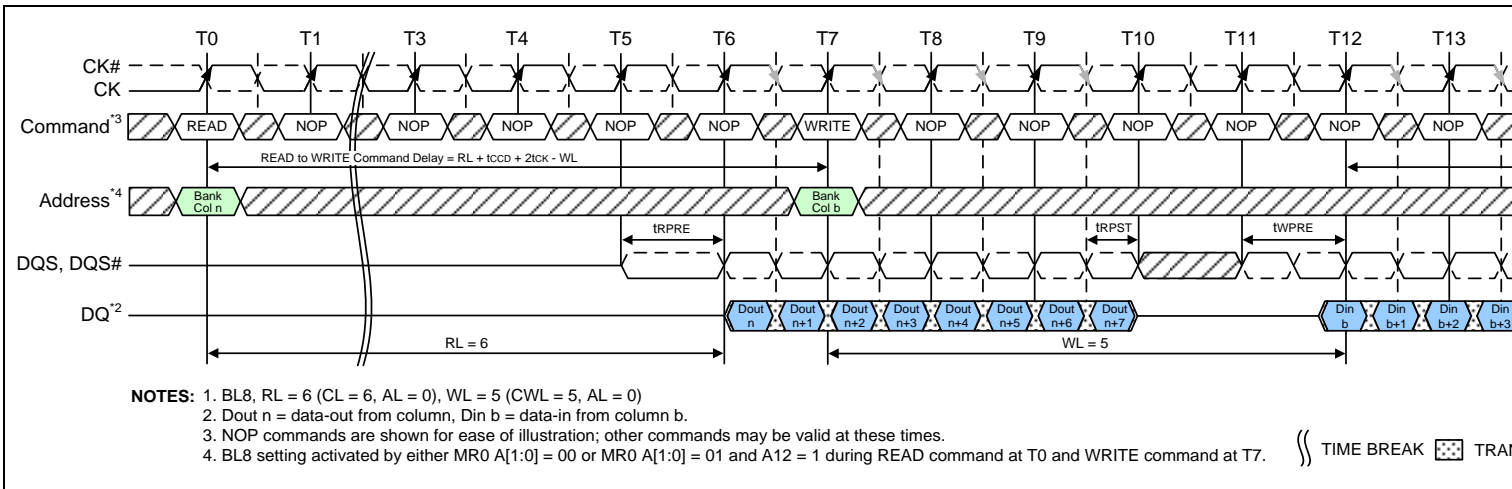 T0 T1 T3 T4 T5 T6 T7 T8 T9 T10 T11 T12 T13
CK#
CK
Command*3 READ NOP NOP NOP NOP NOP WRITE NOP NOP NOP NOP NOP NOP
READ to WRITE Command Delay = RL + tCCD + 2tCK - WL
Address*4 Bank Col n Bank Col b
tRPRE tRPST tWPRE
DQS, DQS#
DQ*2 Dout n Dout n+1 Dout n+2 Dout n+3 Dout n+4 Dout n+5 Dout n+6 Dout n+7 Din b Din b+1 Din b+2 Din b+3
RL = 6 WL = 5
NOTES: 1. BL8, RL = 6 (CL = 6, AL = 0), WL = 5 (CWL = 5, AL = 0)
2. Dout n = data-out from column, Din b = data-in from column b.
3. NOP commands are shown for ease of illustration; other commands may be valid at these times.
4. BL8 setting activated by either MR0 A[1:0] = 00 or MR0 A[1:0] = 01 and A12 = 1 during READ command at T0 and WRITE command at T7.
TIME BREAK TRAN